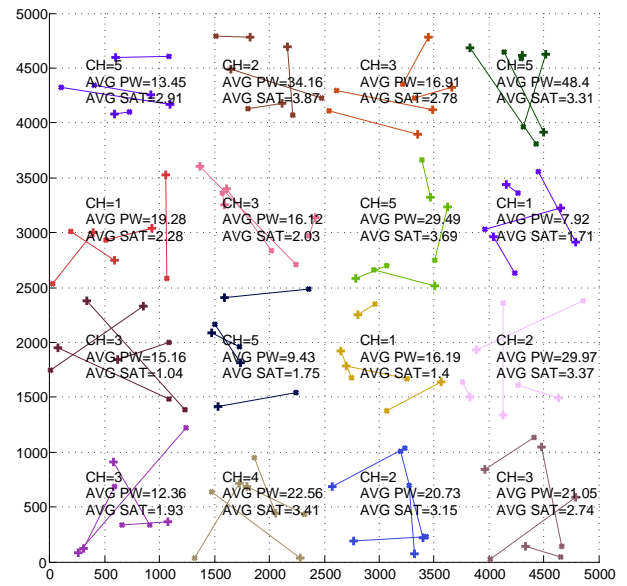 5000
CH=5 CH=2 CH=3 CH=5
4500
AVG PW=13.45 AVG PW=34.16 AVG PW=16.91 AVG PW=48.4
AVG SAT=2.91 AVG SAT=3.87 AVG SAT=2.78 AVG SAT=3.31
4000
3500
CH=1 CH=3 CH=5 CH=1
AVG PW=19.28 AVG PW=16.12 AVG PW=29.49 AVG PW=7.92
3000
AVG SAT=2.28 AVG SAT=2.03 AVG SAT=3.69 AVG SAT=1.71
2500
CH=3 CH=5 CH=1 CH=2
2000
AVG PW=15.16 AVG PW=9.43 AVG PW=16.19 AVG PW=29.97
AVG SAT=1.04 AVG SAT=1.75 AVG SAT=1.4 AVG SAT=3.37
1500
1000
CH=3 CH=4 CH=2 CH=3
AVG PW=12.36 AVG PW=22.56 AVG PW=20.73 AVG PW=21.05
500
AVG SAT=1.93 AVG SAT=3.41 AVG SAT=3.15 AVG SAT=2.74
0
0 500 1000 1500 2000 2500 3000 3500 4000 4500 5000